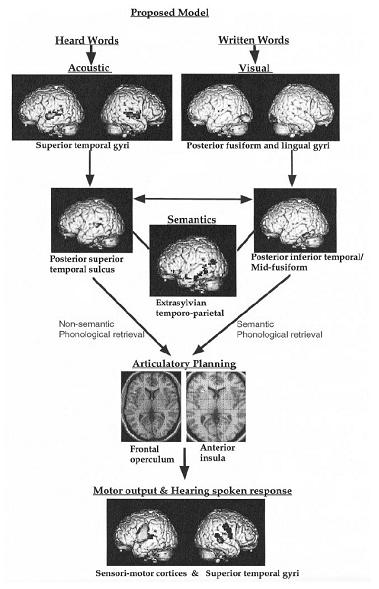 Proposed Model
Heard Words
Written Words
Acoustic
Visual
Superior temporal gyri
Posterior fusiform and lingual gyri
Semantics
Posterior superior
temporal sulcus
Posterior inferior temporal/
Mid-fusiform
Extrasylvian
temporo-parietal
Non-semantic
Phonological retrieval
Semantic
Phonological retrieval
Articulatory Planning
Frontal
operculum
Anterior
insula
Motor output & Hearing spoken response
Sensori-motor cortices & Superior temporal gyri